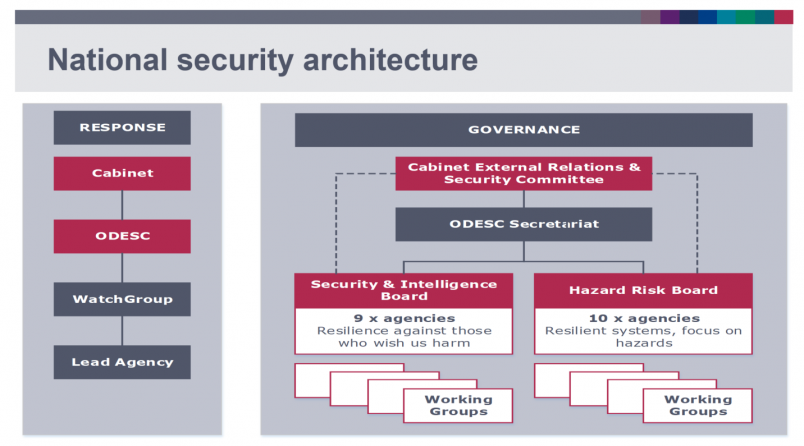 National security architecture
RESPONSE
Cabinet
ODESC
WatchGroup
Lead Agency
GOVERNANCE
Cabinet External Relations &
Security Committee
ODESC Secretariat
Security & Intelligence
Board
9 x agencies
Resilience against those
who wish us harm
Working
Groups
Hazard Risk Board
10 x agencies
Resilient systems, focus on
hazards
Working
Groups